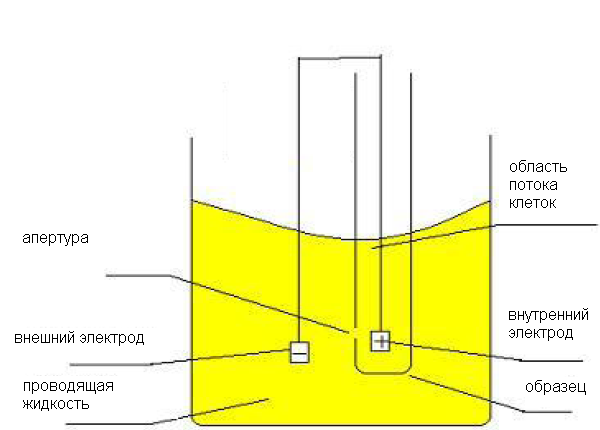 область
потока
клеток
апертура
внутренний
электрод
внешний электрод
проводящая
жидкость
образец